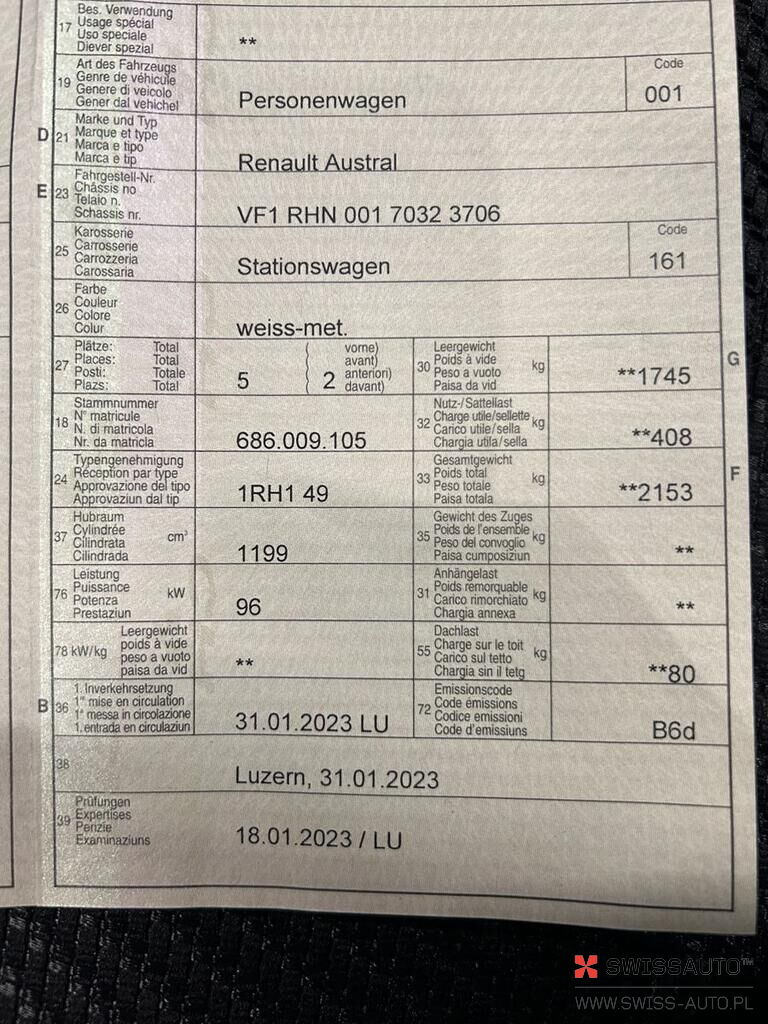 Bes. Verwendung
17 Usage spécial
Uso speciale
Diever spezial
**
Art des Fahrzeugs
19 Genre de véhicule
Genere di veicolo
Gener dal vehichel
Personenwagen
Code
001
Marke und Typ
D 21 Marque et type
Marca e tipo
Marca e tip
Renault Austral
Fahrgestell-Nr.
E 23 Châssis no
Telaio n.
Schassis nr.
VF1 RHN 001 7032 3706
Karosserie
25 Carrosserie
Carrozzeria
Carossaria
Stationswagen
Code
161
Farbe
26 Couleur
Colore
Colur
weiss-met.
Plätze: Total
27 Places: Total
Posti: Totale
Plazs: Total
5
( vorne)
avant)
anteriori)
( 2 davant)
Leergewicht
30 Poids à vide kg
Peso a vuoto
Paisa da vid
**1745
G
Stammnummer
18 N° matricule
N. di matricola
Nr. da matricla
686.009.105
Nutz-/Sattellast
32 Charge utile/sellette kg
Carico utile/sella
Chargia utila/sella
**408
Typengenehmigung
24 Réception par type
Approvazione del tipo
Approvaziun dal tip
1RH1 49
Gesamtgewicht
33 Poids total kg
Peso totale
Paisa totala
**2153
F
Hubraum
37 Cylindrée cm³
Cilindrata
Cilindrada
1199
Gewicht des Zuges
35 Poids de l'ensemble kg
Peso del convoglio
Paisa cumposiziun
**
Leistung
76 Puissance kW
Potenza
Prestaziun
96
Anhängelast
31 Poids remorquable kg
Carico rimorchiato
Chargia annexa
**
Leergewicht
78 kW/kg poids à vide
peso a vuoto
paisa da vid
**
Dachlast
55 Charge sur le toit kg
Carico sul tetto
Chargia sin il tetg
**80
1. Inverkehrsetzung
B 36 1re mise en circulation
1a messa in circolazione
1. entrada en circulaziun
31.01.2023 LU
Emissionscode
72 Code émissions
Codice emissioni
Code d'emissiuns
B6d
38
Luzern, 31.01.2023
Prüfungen
39 Expertises
Perizie
Examinaziuns
18.01.2023 / LU
SWISSAUTO™
WWW.SWISS-AUTO.PL